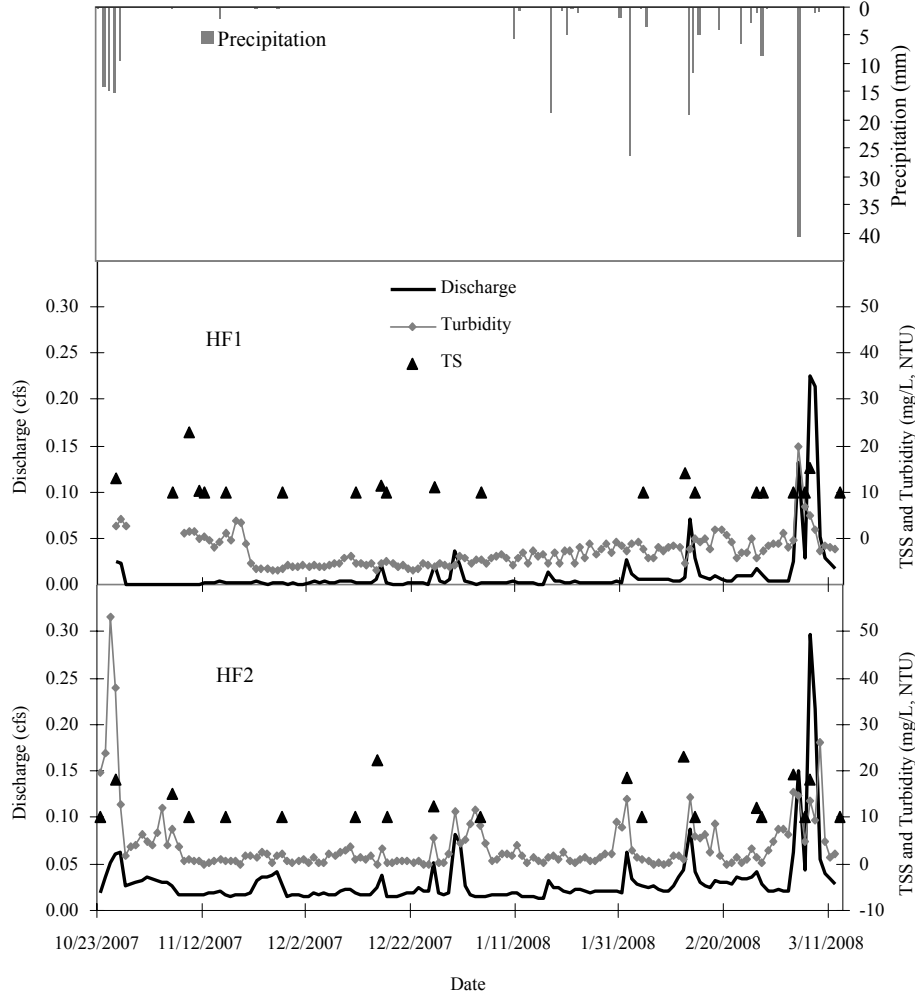 0
5
Precipitation
10
15
20
25
30
35
40
Precipitation (mm)
Discharge
0.30
50
Turbidity
HF1
0.25
40
TS
0.20
30
0.15
20
0.10
10
0.05
0
0.00
Discharge (cfs)
TSS and Turbidity (mg/L, NTU)
0.30
50
HF2
0.25
40
0.20
30
0.15
20
0.10
10
0.05
0
0.00
-10
Discharge (cfs)
TSS and Turbidity (mg/L, NTU)
10/23/2007 11/12/2007 12/2/2007 12/22/2007 1/11/2008 1/31/2008 2/20/2008 3/11/2008
Date